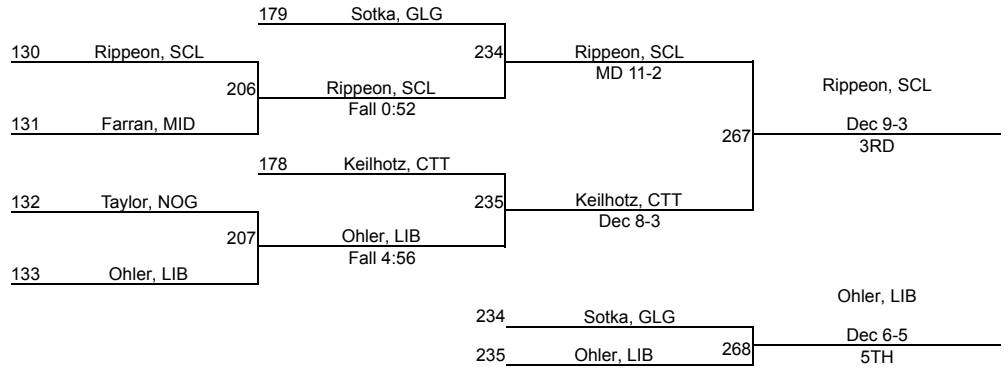 179 Sotka, GLG
130 Rippeon, SCL
234 Rippeon, SCL
MD 11-2
206 Rippeon, SCL
Fall 0:52
Rippeon, SCL
131 Farran, MID
267 Dec 9-3
3RD
178 Keilhotz, CTT
132 Taylor, NOG
235 Keilhotz, CTT
Dec 8-3
207 Ohler, LIB
Fall 4:56
133 Ohler, LIB
Ohler, LIB
234 Sotka, GLG
Dec 6-5
235 Ohler, LIB 268
5TH